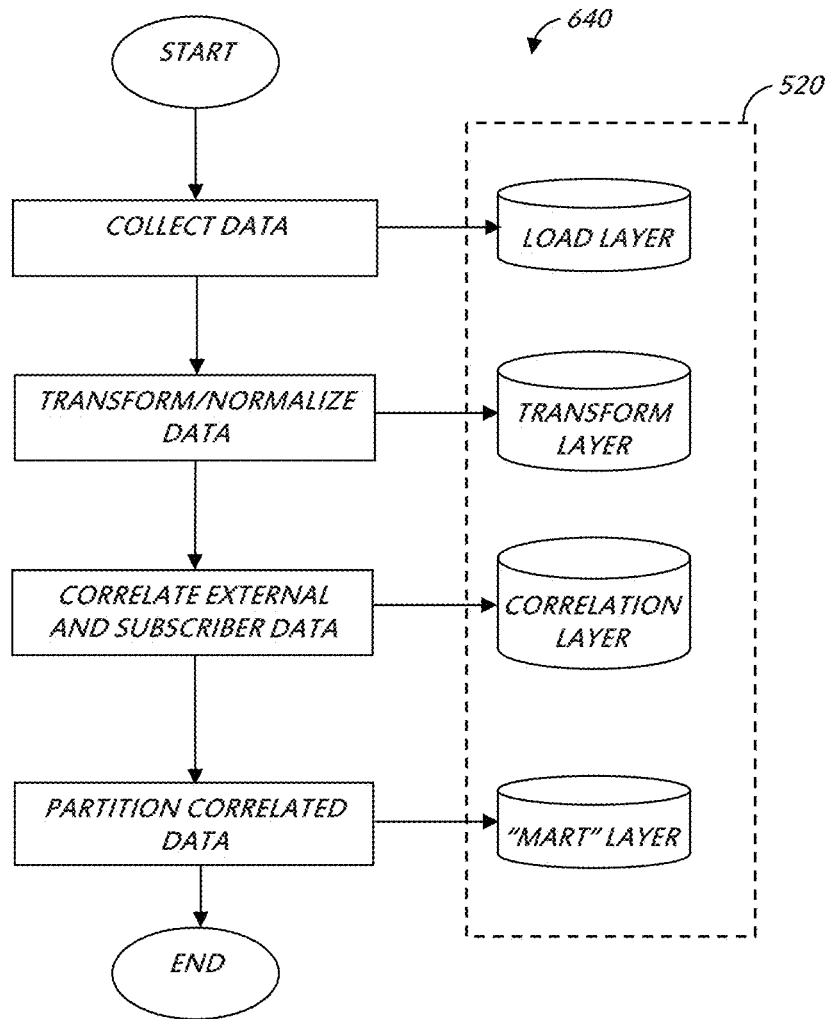 640
START
520
COLLECT DATA
LOAD LAYER
TRANSFORM/NORMALIZE
DATA
TRANSFORM
LAYER
CORRELATE EXTERNAL
AND SUBSCRIBER DATA
CORRELATION
LAYER
PARTITION CORRELATED
DATA
“MART” LAYER
END